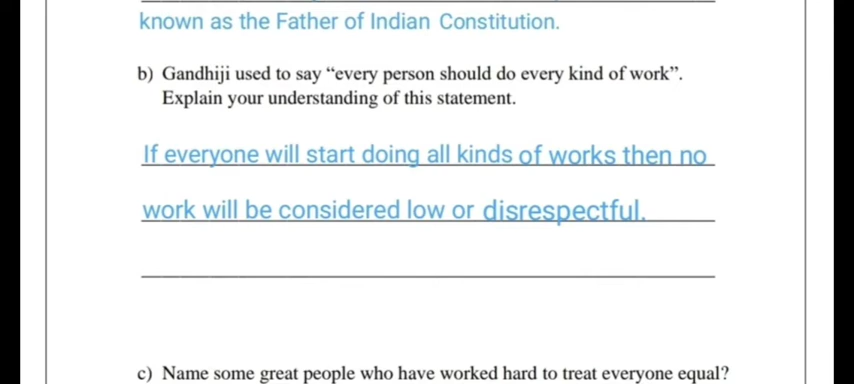 known as the Father of Indian Constitution.
b) Gandhiji used to say “every person should do every kind of work”.
Explain your understanding of this statement.
If everyone will start doing all kinds of works then no
work will be considered low or disrespectful.
c) Name some great people who have worked hard to treat everyone equal?